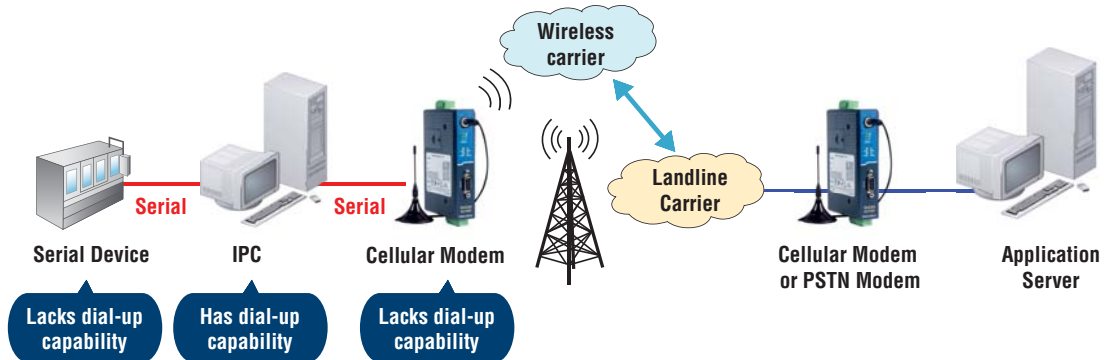 Wireless
carrier
Landline
Carrier
Serial
Serial
Serial Device
IPC
Cellular Modem
Cellular Modem
or PSTN Modem
Application
Server
Lacks dial-up
capability
Has dial-up
capability
Lacks dial-up
capability